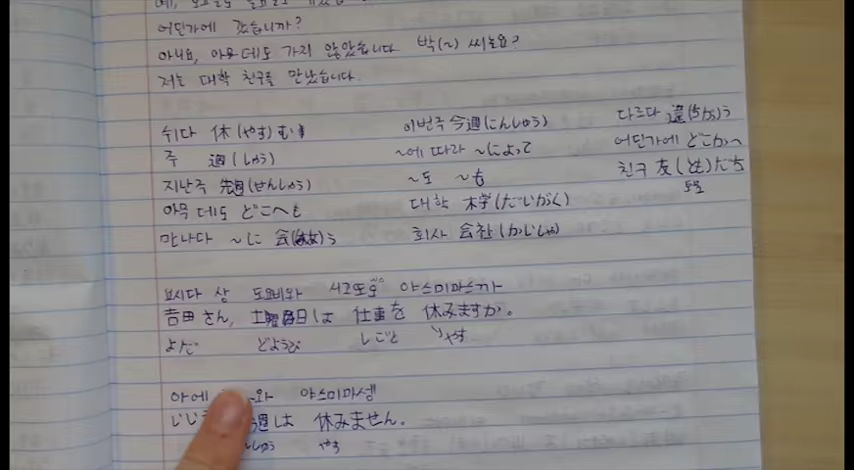 어딘가에 갔습니까?
아니요, 아무데도 가지 않았습니다. 박(~) 씨는요?
저는 대학 친구를 만났습니다.
쉬다 休(やす)む 이번주 今週(こんしゅう) 다르다 違(ちが)う
주 週(しゅう) ~에 따라 ~によって 어딘가에 どこかへ
지난주 先週(せんしゅう) ~도 ~も 친구 友(とも)だち
아무 데도 どこへも 대학 大学(だいがく)
만나다 ~に 会(あ)う 회사 会社(かいしゃ)
요시다 상 도요비와 시고또오 야스미마스까
吉田 さん, 土曜日は 仕事を 休みますか。
よしだ どようび しごと やす
야스미마셍
週は 休みません。
しゅう やす